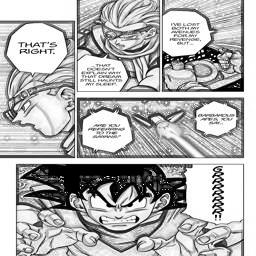 I'VE LOST
BOTH MY
AVENUES
FOR MY
REVENGE,
BUT...
...THAT
DOESN'T
EXPLAIN WHY
THAT DREAM
STILL HAUNTS
MY SLEEP.
THAT'S
RIGHT.
BARBAROUS
APES, YOU
SAY...
ARE YOU
REFERRING
TO THE
SAIYANS?